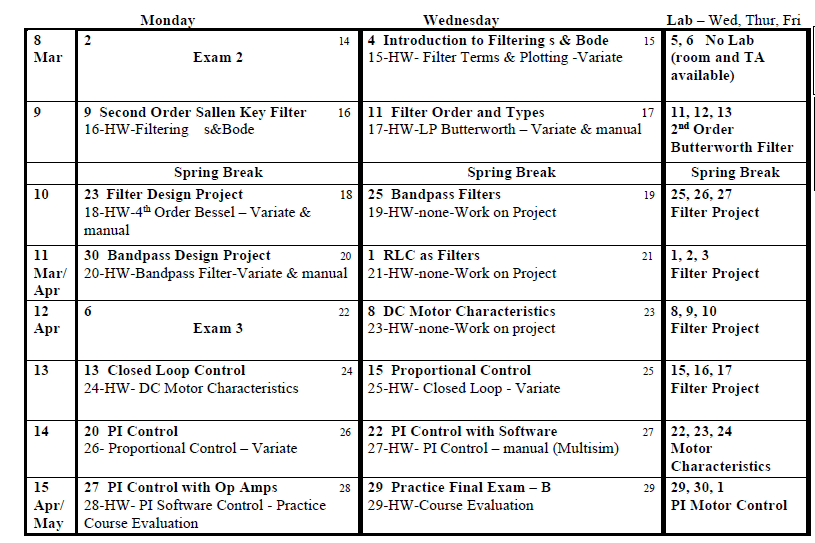 Monday Wednesday Lab – Wed, Thur, Fri
8 2 14 4 Introduction to Filtering s & Bode 15 5, 6 No Lab
Mar Exam 2 15-HW- Filter Terms & Plotting -Variate (room and TA
available)
9 9 Second Order Sallen Key Filter 16 11 Filter Order and Types 17 11, 12, 13
16-HW-Filtering s&Bode 17-HW-LP Butterworth – Variate & manual 2nd Order
Butterworth Filter
Spring Break Spring Break Spring Break
10 23 Filter Design Project 18 25 Bandpass Filters 19 25, 26, 27
18-HW-4th Order Bessel – Variate & 19-HW-none-Work on Project Filter Project
manual
11 30 Bandpass Design Project 20 1 RLC as Filters 21 1, 2, 3
Mar/ 20-HW-Bandpass Filter-Variate & manual 21-HW-none-Work on Project Filter Project
Apr
12 6 22 8 DC Motor Characteristics 23 8, 9, 10
Apr Exam 3 23-HW-none-Work on project Filter Project
13 13 Closed Loop Control 24 15 Proportional Control 25 15, 16, 17
24-HW- DC Motor Characteristics 25-HW- Closed Loop - Variate Filter Project
14 20 PI Control 26 22 PI Control with Software 27 22, 23, 24
26- Proportional Control – Variate 27-HW- PI Control – manual (Multisim) Motor
Characteristics
15 27 PI Control with Op Amps 28 29 Practice Final Exam – B 29 29, 30, 1
Apr/ 28-HW- PI Software Control - Practice 29-HW-Course Evaluation PI Motor Control
May Course Evaluation